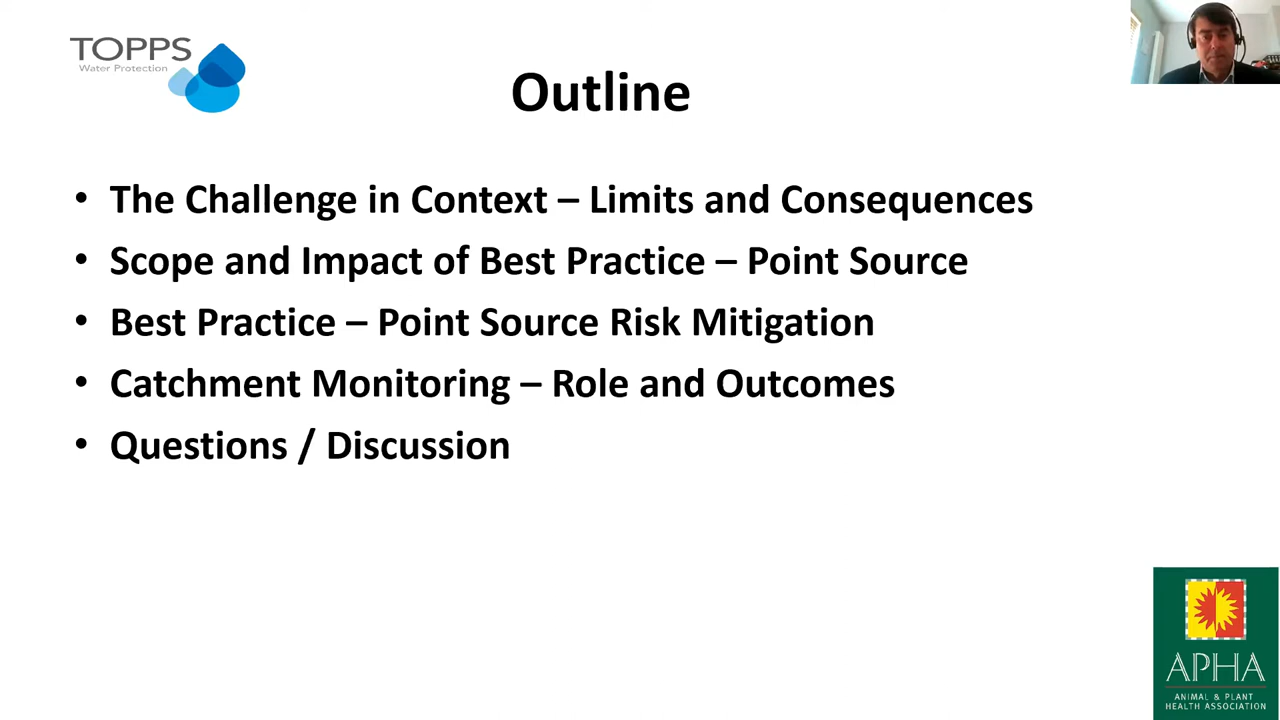 TOPPS
Water Protection
Outline
• The Challenge in Context – Limits and Consequences
• Scope and Impact of Best Practice – Point Source
• Best Practice – Point Source Risk Mitigation
• Catchment Monitoring – Role and Outcomes
• Questions / Discussion
APHA
ANIMAL & PLANT
HEALTH ASSOCIATION